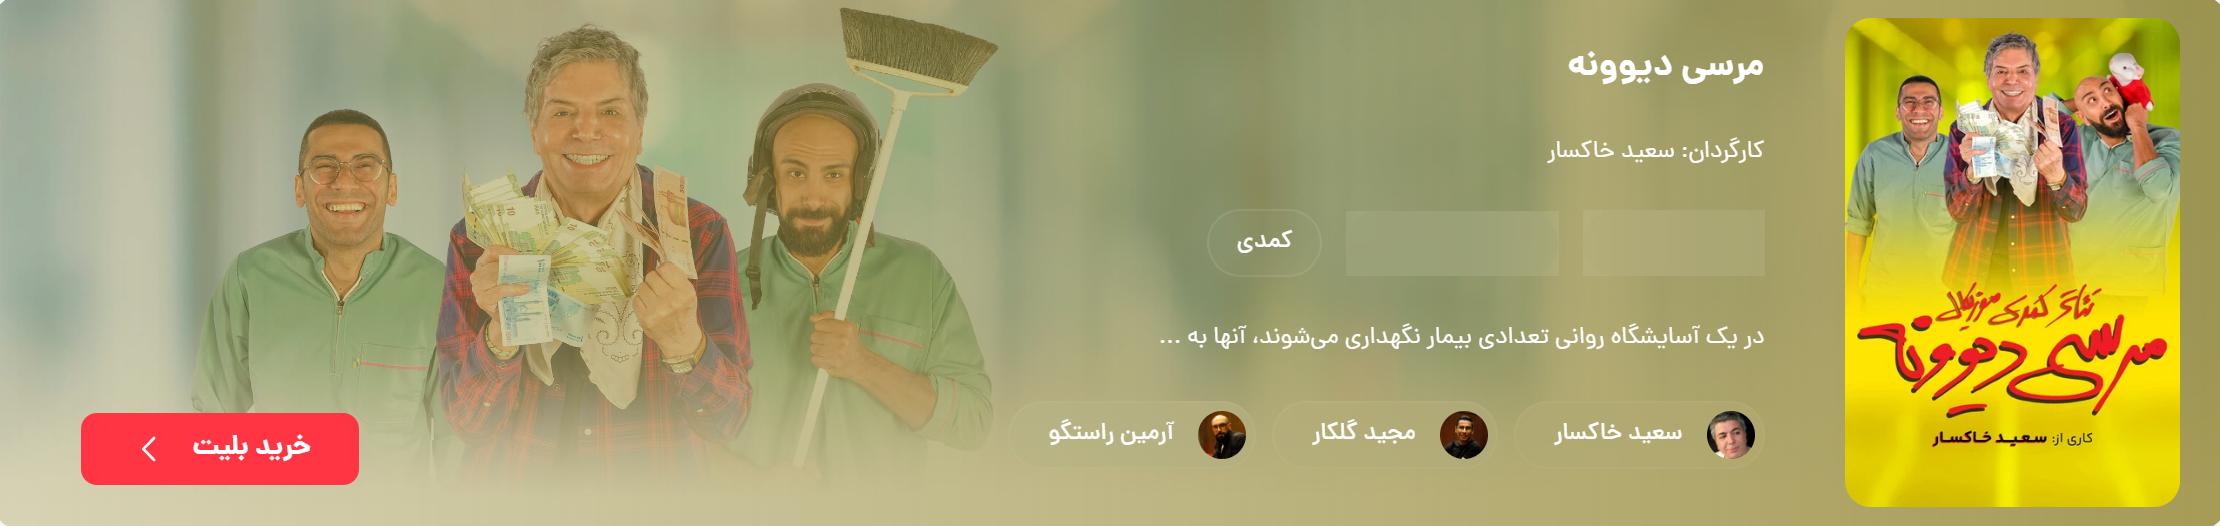 مرسی دیوونه
کارگردان: سعید خاکسار
کمدی
در یک آسایشگاه روانی تعدادی بیمار نگهداری می‌شوند، آنها به ...
سعید خاکسار
مجید گلکار
آرمین راستگو
خرید بلیت
تئاتر کمدی موزیکال
مرسی دیوونه
کاری از: سعید خاکسار